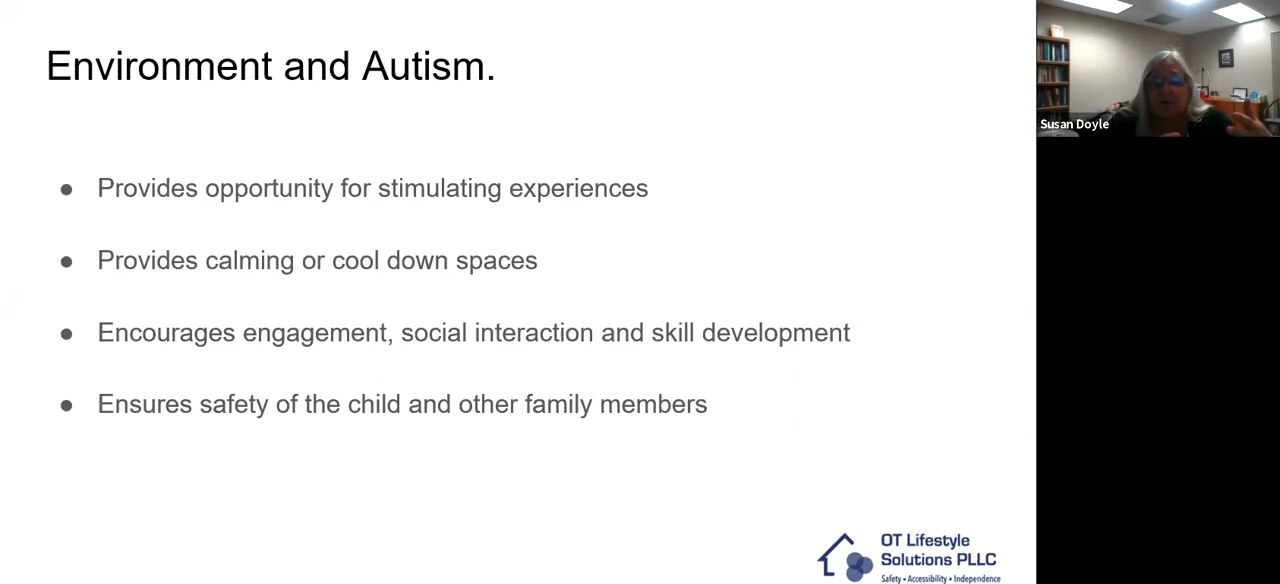 Environment and Autism.
● Provides opportunity for stimulating experiences
● Provides calming or cool down spaces
● Encourages engagement, social interaction and skill development
● Ensures safety of the child and other family members
OT Lifestyle
Solutions PLLC
Safety • Accessibility • Independence
Susan Doyle